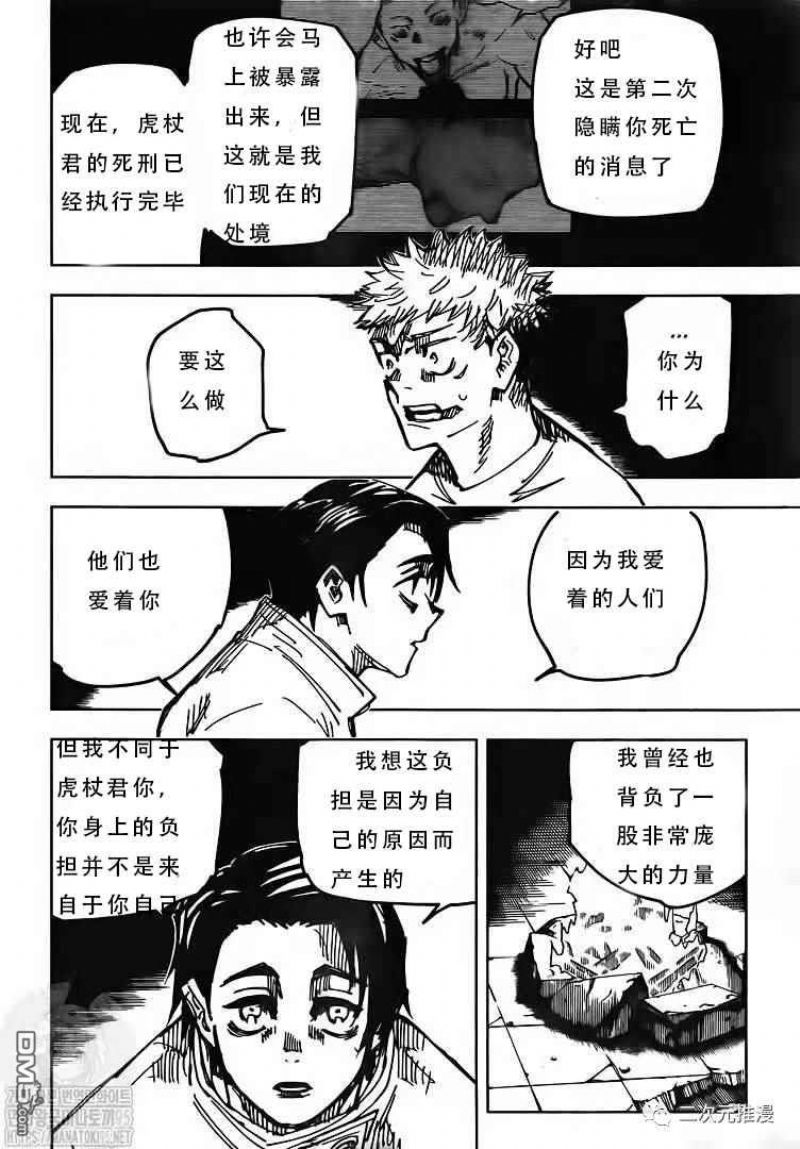 好吧
这是第二次
隐瞒你死亡
的消息了
也许会马
上被暴露
出来，但
这就是我
们现在的
处境
现在，虎杖
君的死刑已
经执行完毕
...
你为
什么
要这
么做
因为我爱
着的人们
他们也
爱着你
我曾经也
背负了一
股非常庞
大的力量
我想这负
担是因为自
己的原因而
产生的
但我不同于
虎杖君你，
你身上的负
担并不是来
自于你自己
DM5.com
HTTPS://MANATOKI95.NET
二次元推漫